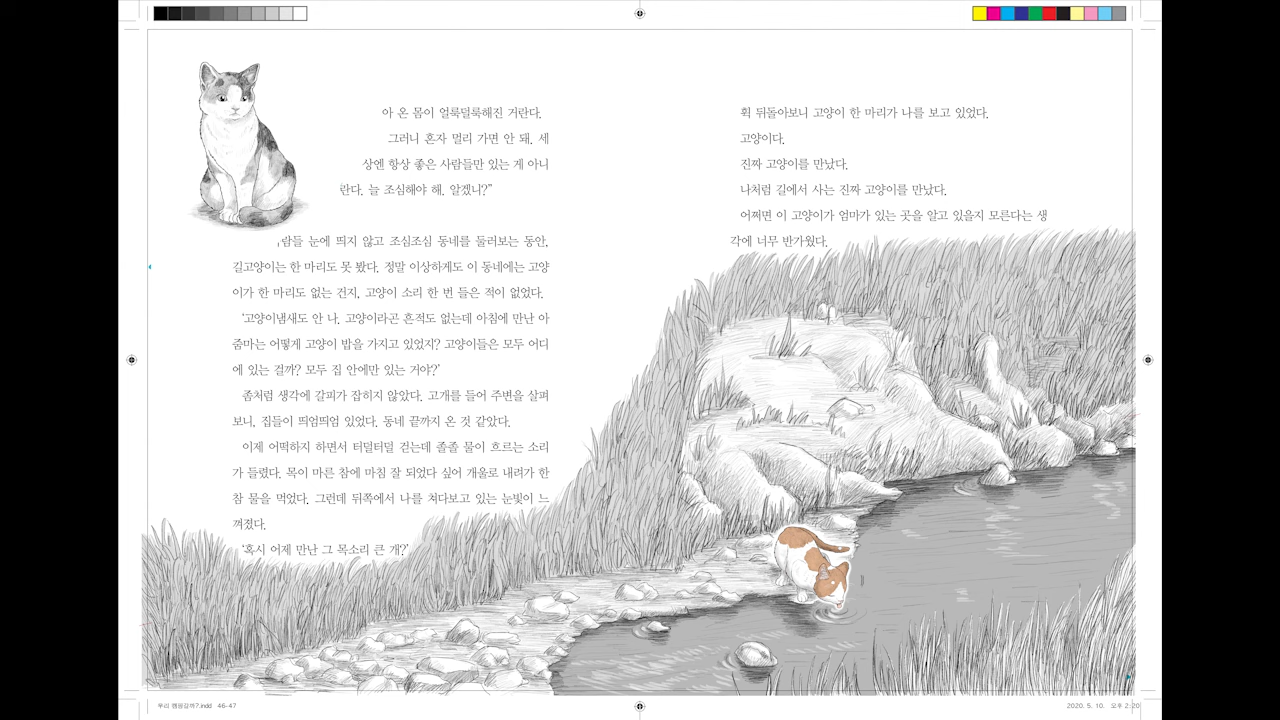 아 온 몸이 얼룩덜룩해진 거란다.
그러니 혼자 멀리 가면 안 돼. 세
상엔 항상 좋은 사람들만 있는 게 아니
란다. 늘 조심해야 해. 알겠니?”
람들 눈에 띄지 않고 조심조심 동네를 둘러보는 동안,
길고양이는 한 마리도 못 봤다. 정말 이상하게도 이 동네에는 고양
이가 한 마리도 없는 건지, 고양이 소리 한 번 들은 적이 없었다.
‘고양이냄새도 안 나. 고양이라곤 흔적도 없는데 아침에 만난 아
줌마는 어떻게 고양이 밥을 가지고 있었지? 고양이들은 모두 어디
에 있는 걸까? 모두 집 안에만 있는 거야?’
좀처럼 생각에 갈피가 잡히지 않았다. 고개를 들어 주변을 살펴
보니, 집들이 띄엄띄엄 있었다. 동네 끝까지 온 것 같았다.
이제 어떡하지 하면서 터덜터덜 걷는데 졸졸 물이 흐르는 소리
가 들렸다. 목이 마른 참에 마침 잘 되었다 싶어 개울로 내려가 한
참 물을 먹었다. 그런데 뒤쪽에서 나를 쳐다보고 있는 눈빛이 느
껴졌다.
‘혹시 어제 만난 그 목소리 큰 개?’
획 뒤돌아보니 고양이 한 마리가 나를 보고 있었다.
고양이다.
진짜 고양이를 만났다.
나처럼 길에서 사는 진짜 고양이를 만났다.
어쩌면 이 고양이가 엄마가 있는 곳을 알고 있을지 모른다는 생
각에 너무 반가웠다.
우리 캠핑갈까?.indd 46-47
2020. 5. 10. 오후 2:20